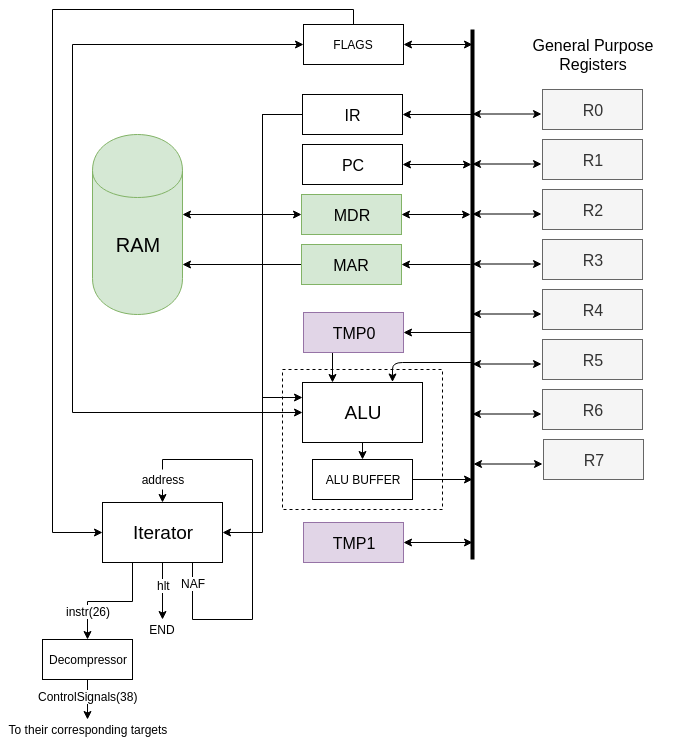 FLAGS
General Purpose
Registers
IR
R0
PC
R1
RAM
MDR
R2
MAR
R3
TMP0
R4
ALU
R5
R6
ALU BUFFER
R7
address
Iterator
TMP1
hlt
NAF
instr(26)
END
Decompressor
ControlSignals(38)
To their corresponding targets